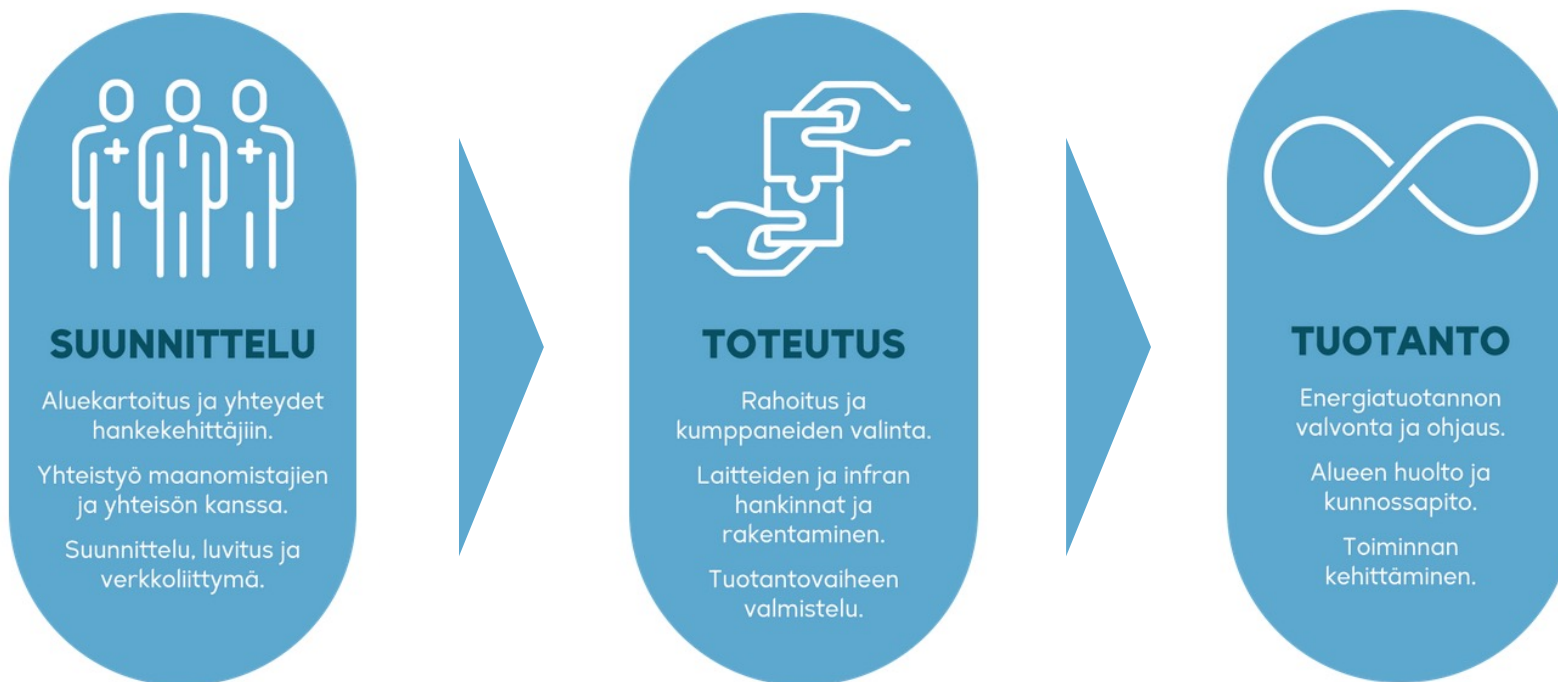 SUUNNITTELU
Aluekartoitus ja yhteydet
hankekehittäjiin.
Yhteistyö maanomistajien
ja yhteisön kanssa.
Suunnittelu, luvitus ja
verkkoliittymä.
TOTEUTUS
Rahoitus ja
kumppaneiden valinta.
Laitteiden ja infran
hankinnat ja
rakentaminen.
Tuotantovaiheen
valmistelu.
TUOTANTO
Energiatuotannon
valvonta ja ohjaus.
Alueen huolto ja
kunnossapito.
Toiminnan
kehittäminen.